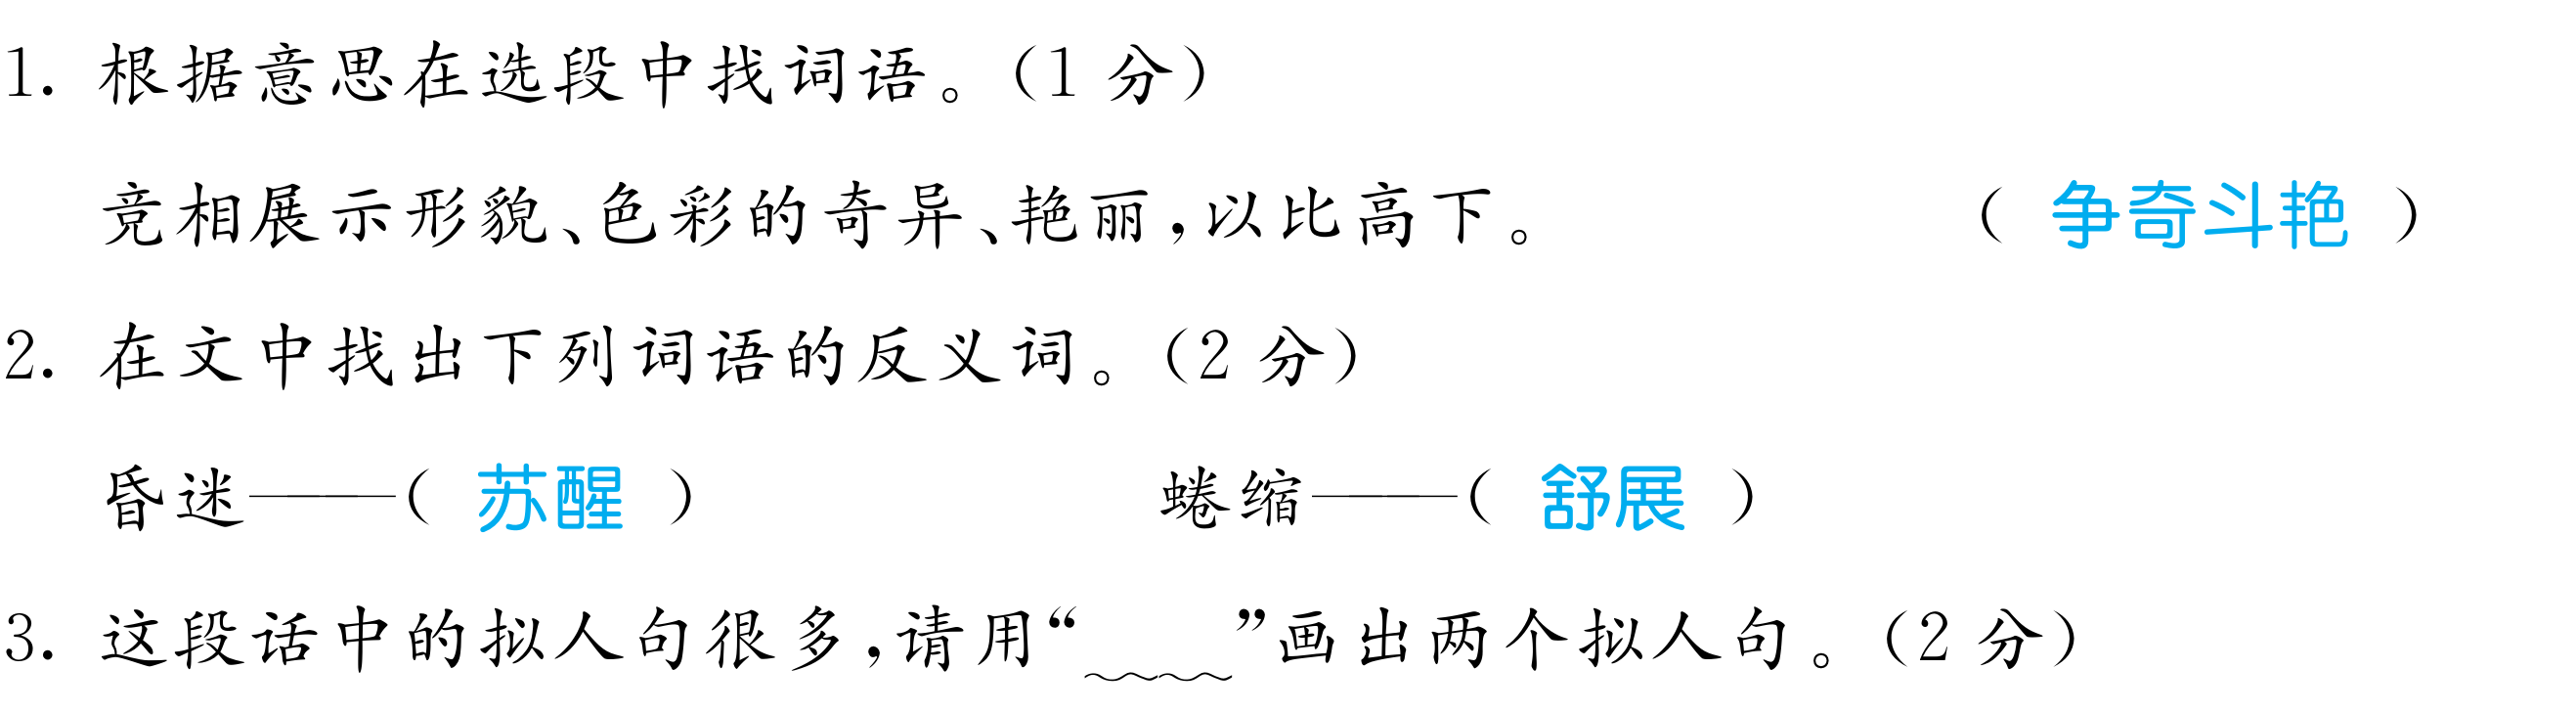 1. 根据意思在选段中找词语。(1 分)
竞相展示形貌、色彩的奇异、艳丽,以比高下。 ( 争奇斗艳 )
2. 在文中找出下列词语的反义词。(2 分)
昏迷——( 苏醒 ) 蜷缩——( 舒展 )
3. 这段话中的拟人句很多,请用“﹏﹏”画出两个拟人句。(2 分)